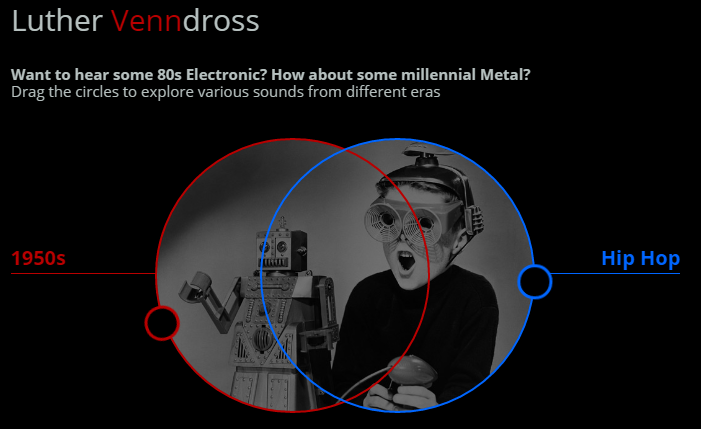 Luther Venndross
Want to hear some 80s Electronic? How about some millennial Metal?
Drag the circles to explore various sounds from different eras
1950s
Hip Hop